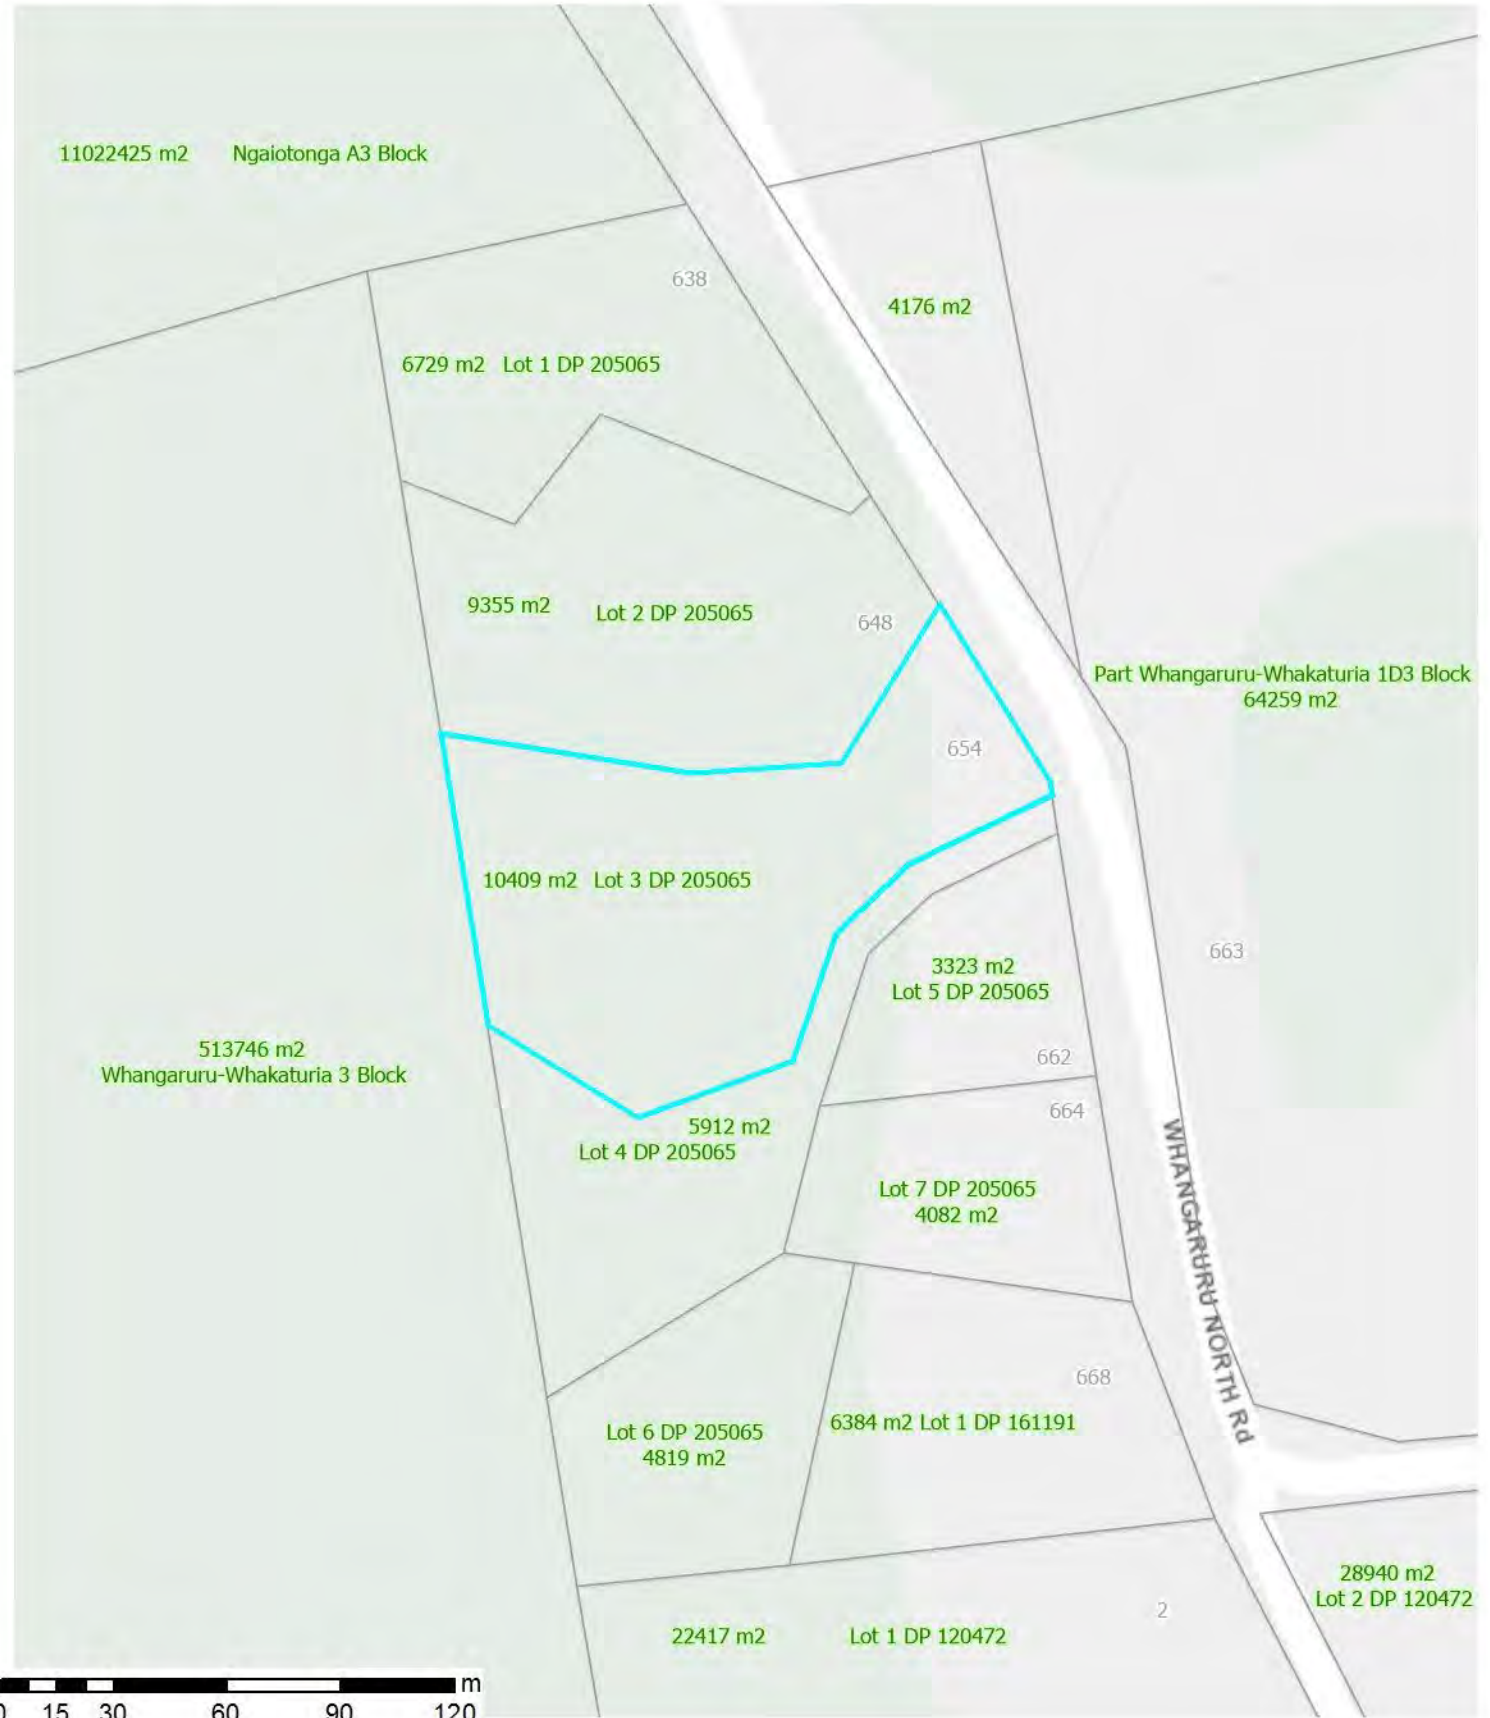 11022425 m2 Ngaiotonga A3 Block
638
4176 m2
6729 m2 Lot 1 DP 205065
9355 m2 Lot 2 DP 205065
648
Part Whangaruru-Whakaturia 1D3 Block
64259 m2
654
10409 m2 Lot 3 DP 205065
663
3323 m2
Lot 5 DP 205065
513746 m2
Whangaruru-Whakaturia 3 Block
662
664
5912 m2
Lot 4 DP 205065
WHANGARURU NORTH Rd
Lot 7 DP 205065
4082 m2
668
Lot 6 DP 205065
4819 m2
6384 m2 Lot 1 DP 161191
28940 m2
Lot 2 DP 120472
2
22417 m2 Lot 1 DP 120472
m
0 15 30 60 90 120